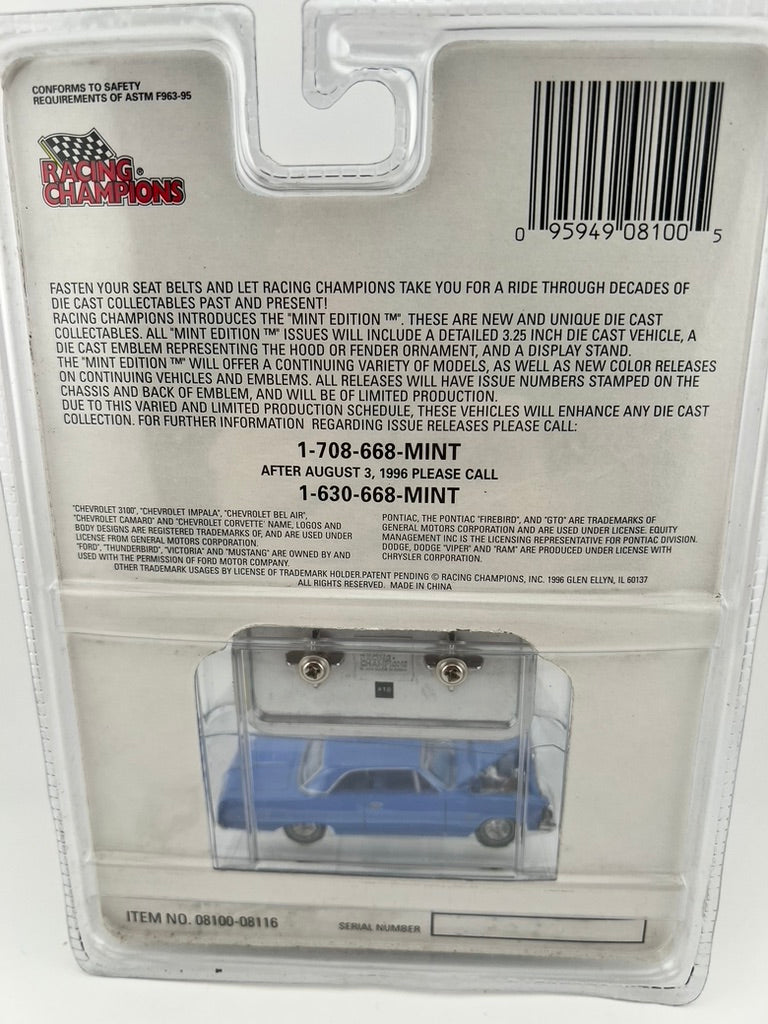 CONFORMS TO SAFETY
REQUIREMENTS OF ASTM F963-95
RACING ®
CHAMPIONS
0 95949 08100 5
FASTEN YOUR SEAT BELTS AND LET RACING CHAMPIONS TAKE YOU FOR A RIDE THROUGH DECADES OF
DIE CAST COLLECTABLES PAST AND PRESENT!
RACING CHAMPIONS INTRODUCES THE "MINT EDITION ™". THESE ARE NEW AND UNIQUE DIE CAST
COLLECTABLES. ALL "MINT EDITION ™" ISSUES WILL INCLUDE A DETAILED 3.25 INCH DIE CAST VEHICLE, A
DIE CAST EMBLEM REPRESENTING THE HOOD OR FENDER ORNAMENT, AND A DISPLAY STAND.
THE "MINT EDITION ™" WILL OFFER A CONTINUING VARIETY OF MODELS, AS WELL AS NEW COLOR RELEASES
ON CONTINUING VEHICLES AND EMBLEMS. ALL RELEASES WILL HAVE ISSUE NUMBERS STAMPED ON THE
CHASSIS AND BACK OF EMBLEM, AND WILL BE OF LIMITED PRODUCTION.
DUE TO THIS VARIED AND LIMITED PRODUCTION SCHEDULE, THESE VEHICLES WILL ENHANCE ANY DIE CAST
COLLECTION. FOR FURTHER INFORMATION REGARDING ISSUE RELEASES PLEASE CALL:
1-708-668-MINT
AFTER AUGUST 3, 1996 PLEASE CALL
1-630-668-MINT
"CHEVROLET 3100", "CHEVROLET IMPALA", "CHEVROLET BEL AIR",
"CHEVROLET CAMARO" AND "CHEVROLET CORVETTE" NAME, LOGOS AND
BODY DESIGNS ARE REGISTERED TRADEMARKS OF, AND ARE USED UNDER
LICENSE FROM GENERAL MOTORS CORPORATION.
"FORD", "THUNDERBIRD", "VICTORIA" AND "MUSTANG" ARE OWNED BY AND
USED WITH THE PERMISSION OF FORD MOTOR COMPANY.
PONTIAC, THE PONTIAC "FIREBIRD", AND "GTO" ARE TRADEMARKS OF
GENERAL MOTORS CORPORATION AND ARE USED UNDER LICENSE. EQUITY
MANAGEMENT INC IS THE LICENSING REPRESENTATIVE FOR PONTIAC DIVISION.
DODGE, DODGE "VIPER" AND "RAM" ARE PRODUCED UNDER LICENSE WITH
CHRYSLER CORPORATION.
OTHER TRADEMARK USAGES BY LICENSE OF TRADEMARK HOLDER.PATENT PENDING © RACING CHAMPIONS, INC. 1996 GLEN ELLYN, IL 60137
ALL RIGHTS RESERVED. MADE IN CHINA
RACING
CHAMPIONS
ITEM NO. 08100-08116
SERIAL NUMBER